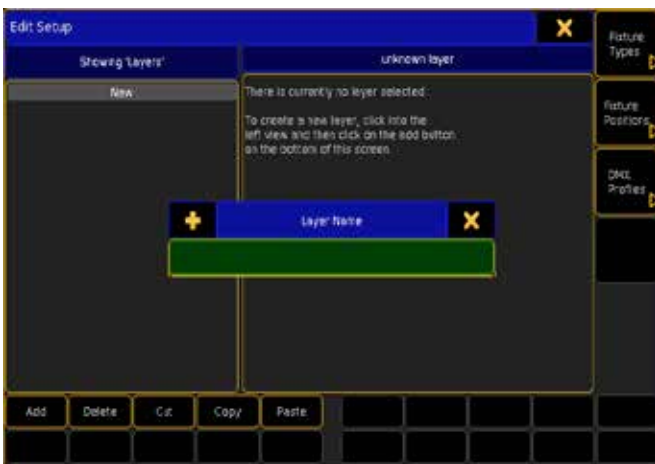 Edit Setup
Showing 'Layers'
unknown layer
New
There is currently no layer selected.
To create a new layer, click into the
left view and then click on the add button
on the bottom of this screen.
Layer Name
Fixture
Types
Fixture
Positions
DMX
Profiles
Add
Delete
Cut
Copy
Paste